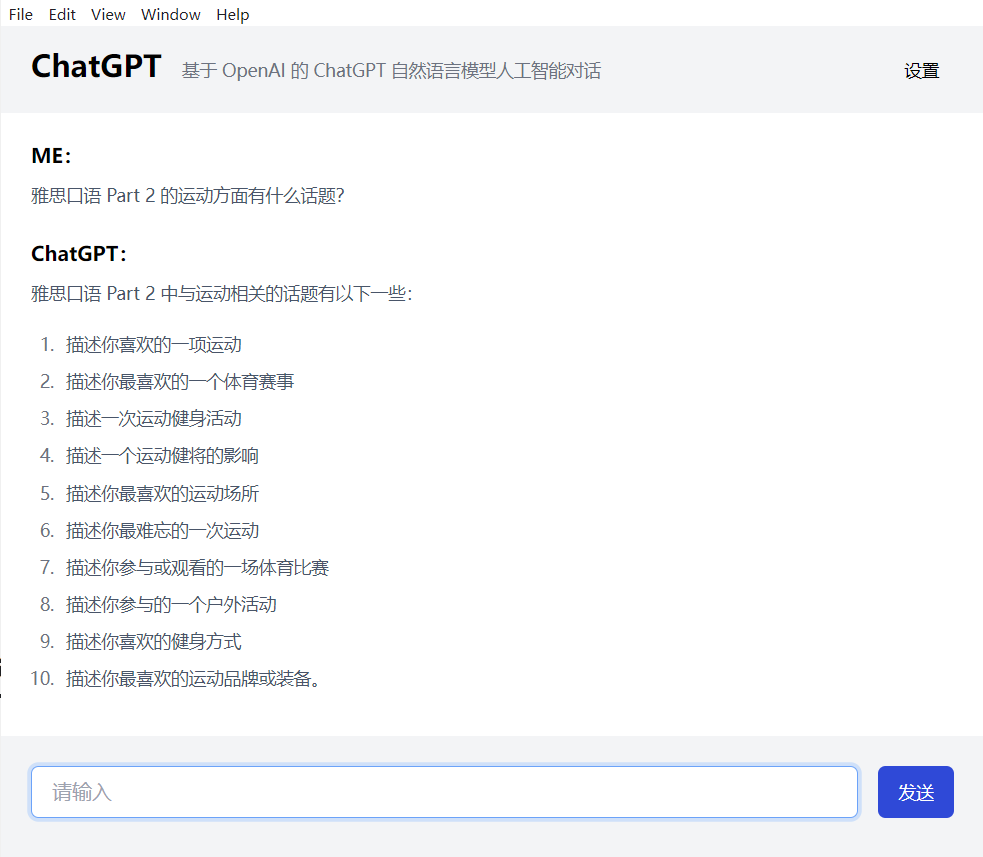 File Edit View Window Help
ChatGPT 基于 OpenAI 的 ChatGPT 自然语言模型人工智能对话 设置
ME：
雅思口语 Part 2 的运动方面有什么话题？
ChatGPT：
雅思口语 Part 2 中与运动相关的话题有以下一些：
1. 描述你喜欢的一项运动
2. 描述你最喜欢的一个体育赛事
3. 描述一次运动健身活动
4. 描述一个运动健将的影响
5. 描述你最喜欢的运动场所
6. 描述你最难忘的一次运动
7. 描述你参与或观看的一场体育比赛
8. 描述你参与的一个户外活动
9. 描述你喜欢的健身方式
10. 描述你最喜欢的运动品牌或装备。
请输入 发送